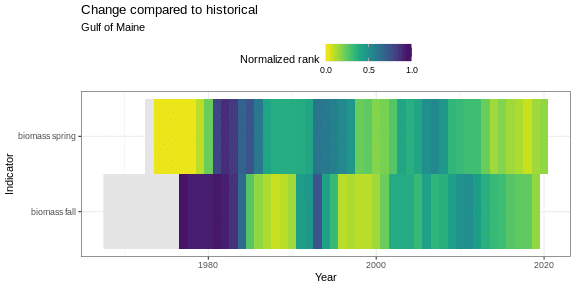 Change compared to historical
Gulf of Maine
Normalized rank
0.0 0.5 1.0
Indicator
biomass spring
biomass fall
1980 2000 2020
Year